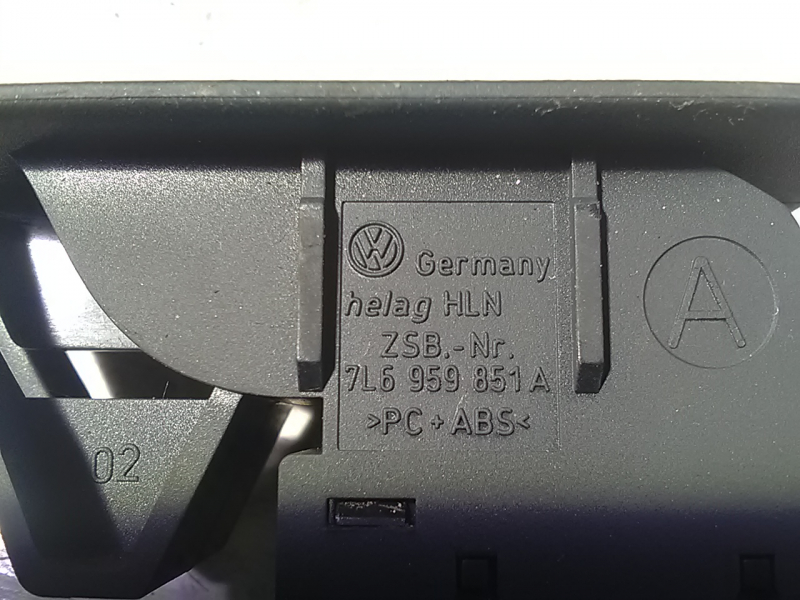 Germany
helag HLN
ZSB.-Nr.
7L6 959 851 A
>PC + ABS<
A
02